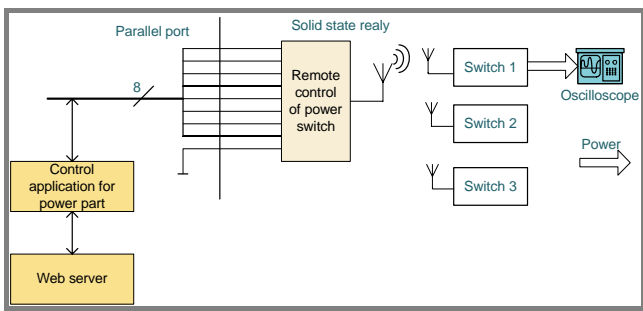 Parallel port
Solid state realy
8
Remote
control
of power
switch
Switch 1
Oscilloscope
Switch 2
Power
Switch 3
Control
application for
power part
Web server